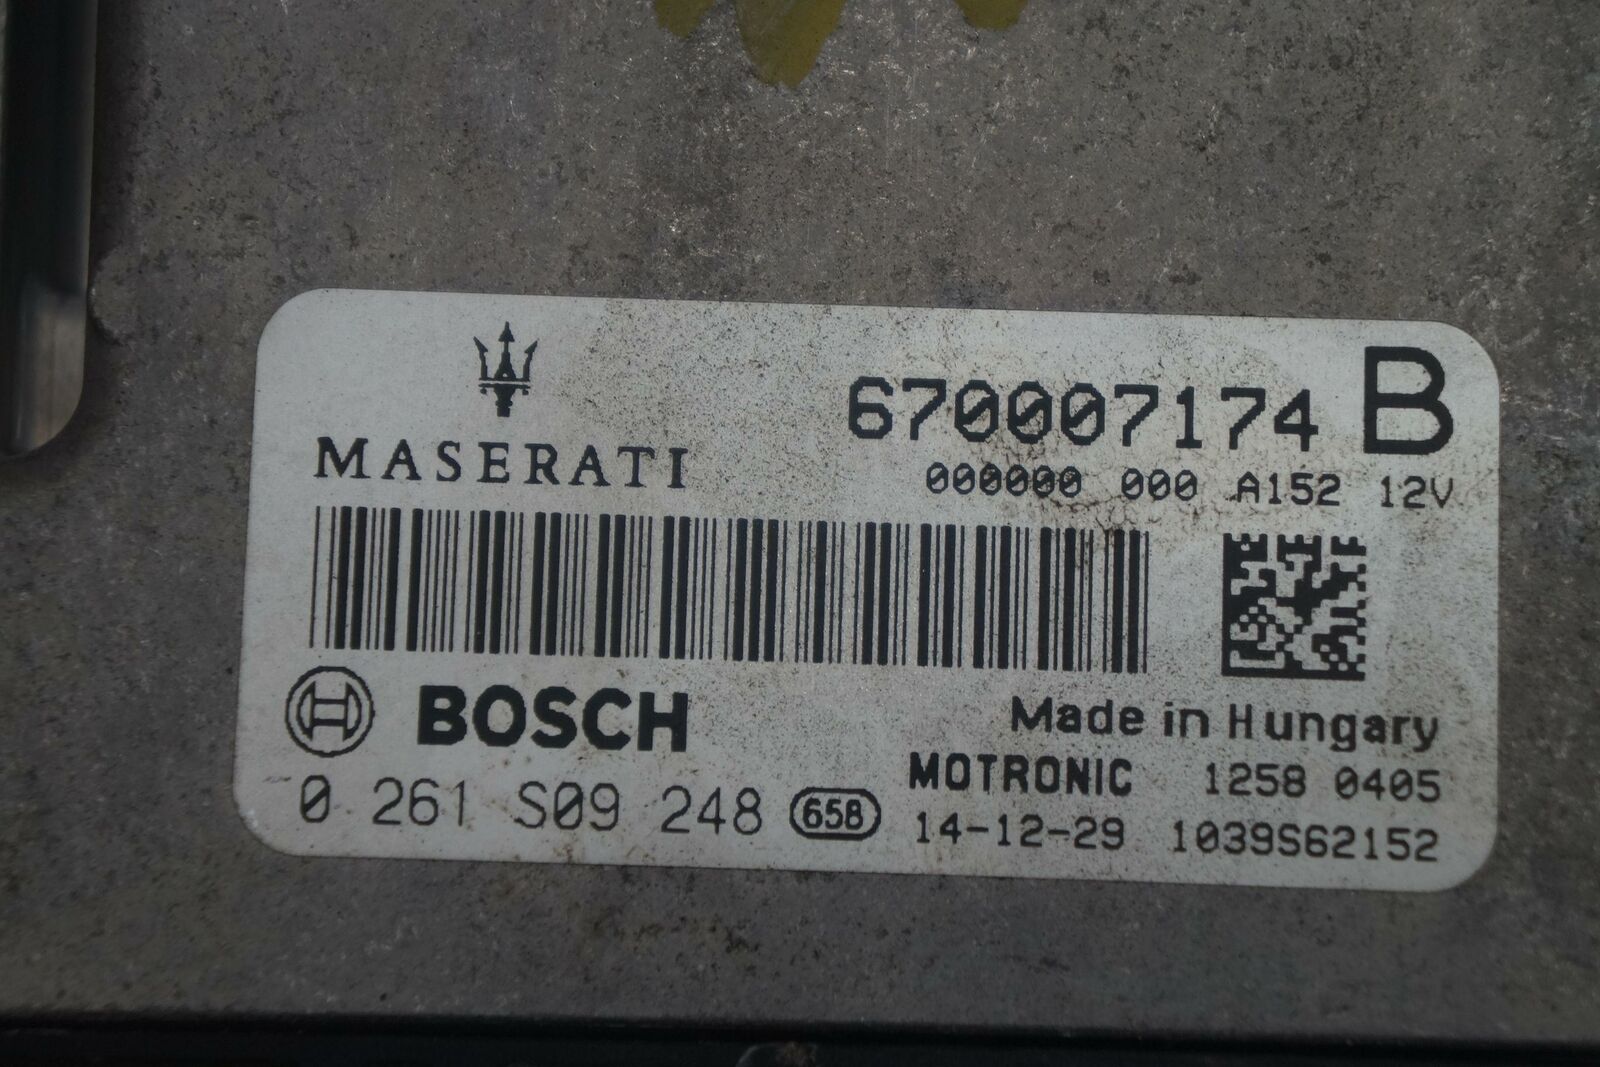 MASERATI
670007174 B
000000 000 A152 12V
BOSCH
0 261 S09 248 658
Made in Hungary
MOTRONIC 1258 0405
14-12-29 1039S62152